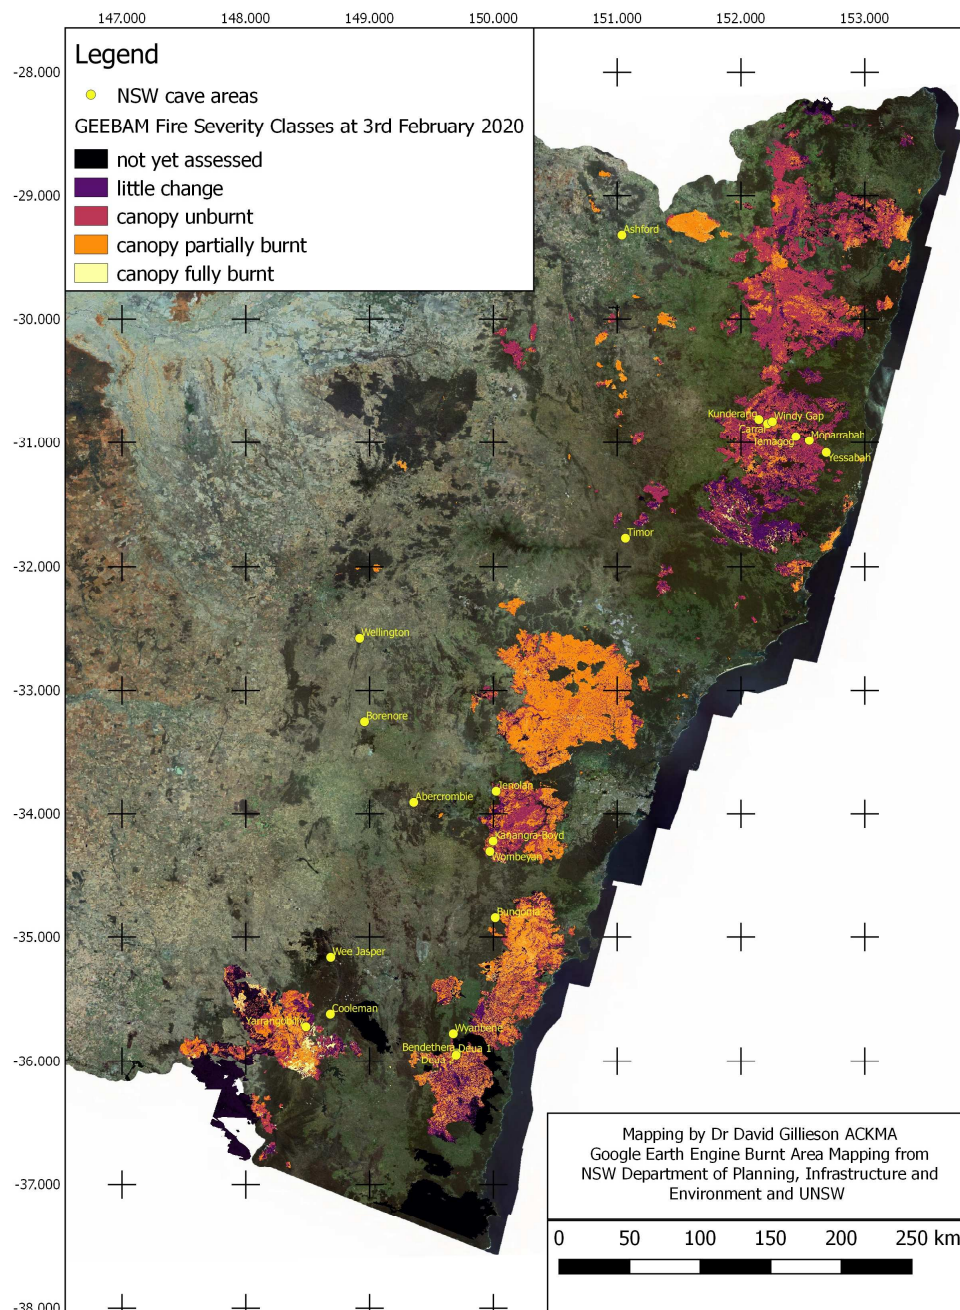 147.000 148.000 149.000 150.000 151.000 152.000 153.000
Legend
NSW cave areas
GEEBAM Fire Severity Classes at 3rd February 2020
not yet assessed
little change
canopy unburnt
canopy partially burnt
canopy fully burnt
-28.000
-29.000
-30.000
-31.000
-32.000
-33.000
-34.000
-35.000
-36.000
-37.000
-38.000
Ashford
Kunderang
Windy Gap
Carrai
Temagog
Moparrabah
Yessabah
Timor
Wellington
Borenore
Jenolan
Abercrombie
Kanangra-Boyd
Wombeyan
Bungonia
Wee Jasper
Cooleman
Yarrangobilly
Wyanbene
Bendethera Deua 1
Deua
Mapping by Dr David Gillieson ACKMA
Google Earth Engine Burnt Area Mapping from
NSW Department of Planning, Infrastructure and
Environment and UNSW
0 50 100 150 200 250 km